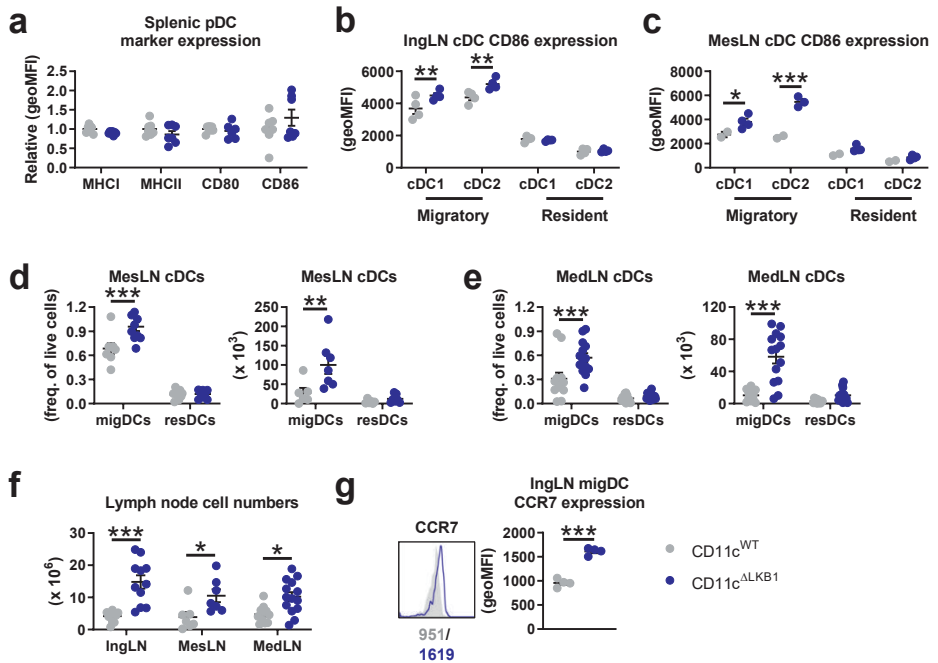 a
Splenic pDC
marker expression
Relative (geoMFI)
2.5
2.0
1.5
1.0
0.5
0.0
MHCI MHCII CD80 CD86
b
IngLN cDC CD86 expression
(geoMFI)
6000
4000
2000
0
** **
cDC1 cDC2 cDC1 cDC2
Migratory Resident
c
MesLN cDC CD86 expression
(geoMFI)
8000
6000
4000
2000
0
* ***
cDC1 cDC2 cDC1 cDC2
Migratory Resident
d
MesLN cDCs
(freq. of live cells)
1.2
0.9
0.6
0.3
0.0
***
migDCs resDCs
MesLN cDCs
(x 10³)
250
200
150
100
50
0
**
migDCs resDCs
e
MedLN cDCs
(freq. of live cells)
1.2
0.9
0.6
0.3
0.0
***
migDCs resDCs
MedLN cDCs
(x 10³)
120
80
40
0
***
migDCs resDCs
f
Lymph node cell numbers
(x 10⁶)
30
20
10
0
*** * *
IngLN MesLN MedLN
g
CCR7
951/
1619
IngLN migDC
CCR7 expression
(geoMFI)
2000
1500
1000
500
0
***
CD11cᵂᵀ
CD11c^ΔLKB1